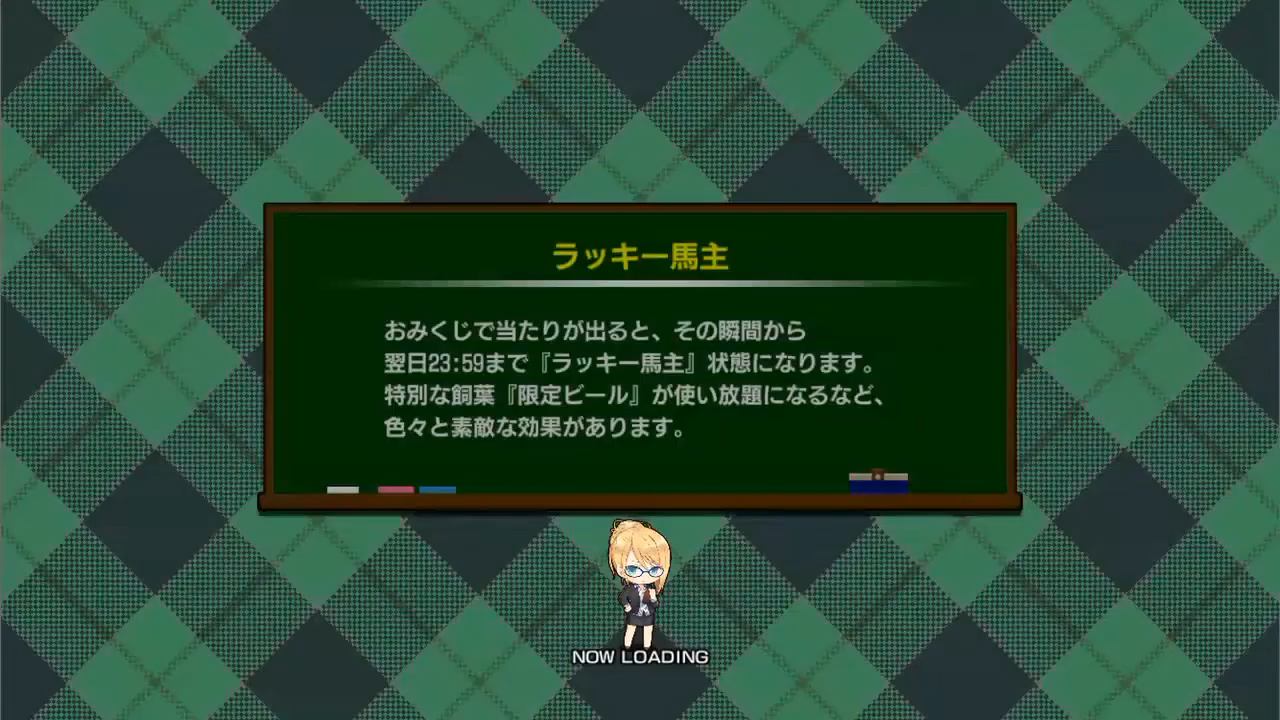 ラッキー馬主
おみくじで当たりが出ると、その瞬間から
翌日23:59まで『ラッキー馬主』状態になります。
特別な飼葉『限定ビール』が使い放題になるなど、
色々と素敵な効果があります。
NOW LOADING